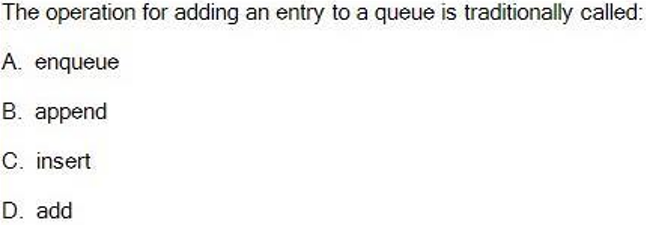 The operation for adding an entry to a queue is traditionally called:
A. enqueue
B. append
C. insert
D. add